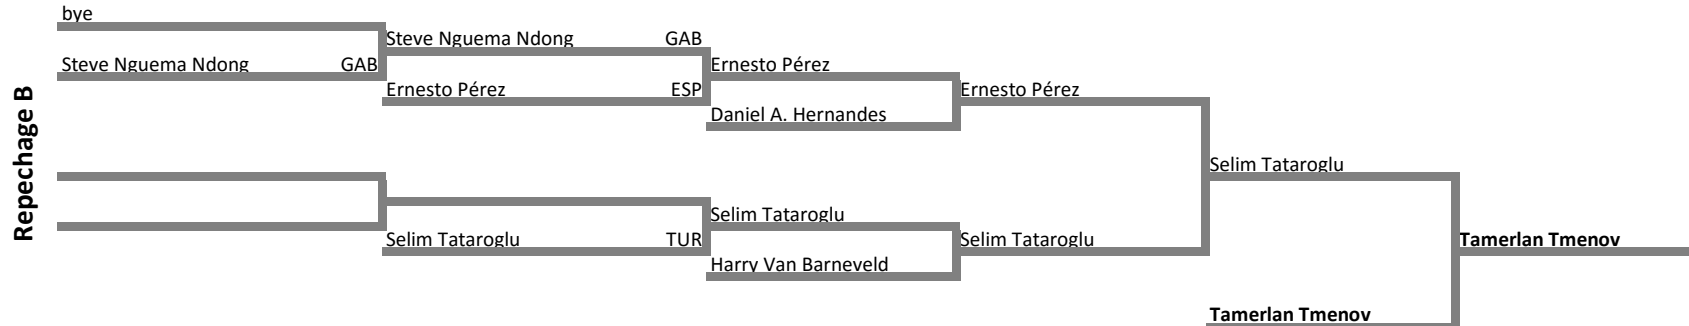 bye
Steve Nguema Ndong GAB
Steve Nguema Ndong GAB
Ernesto Pérez
Ernesto Pérez ESP
Ernesto Pérez
Daniel A. Hernandes
Repechage B
Selim Tataroglu
Selim Tataroglu
Selim Tataroglu TUR
Selim Tataroglu
Tamerlan Tmenov
Harry Van Barneveld
Tamerlan Tmenov